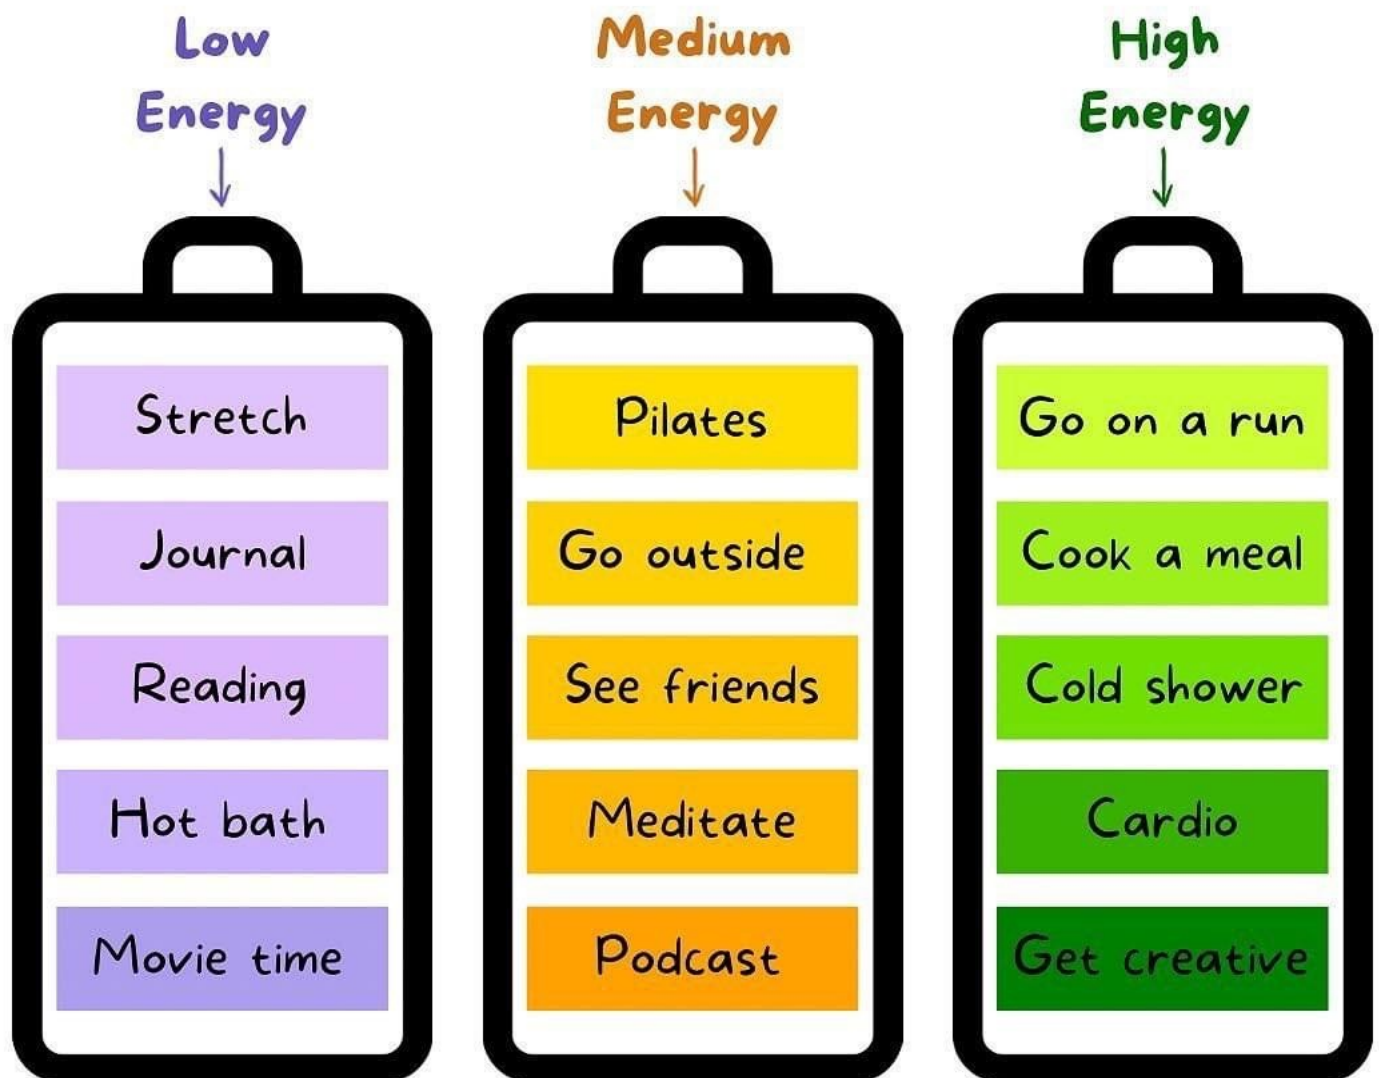 Low
Energy
Stretch
Journal
Reading
Hot bath
Movie time
Medium
Energy
Pilates
Go outside
See friends
Meditate
Podcast
High
Energy
Go on a run
Cook a meal
Cold shower
Cardio
Get creative